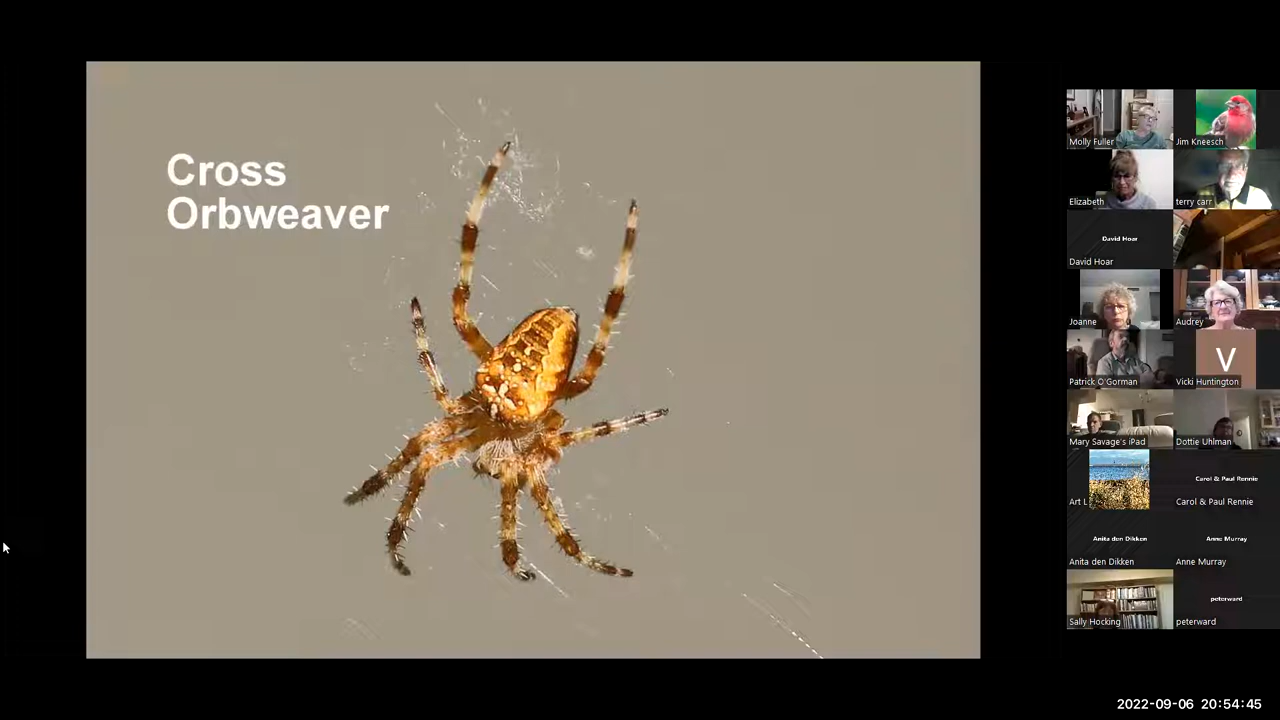 Cross
Orbweaver
Molly Fuller
Jim Kneesch
Elizabeth
terry carr
David Hoar
David Hoar
Joanne
Audrey
Patrick O'Gorman
V
Vicki Huntington
Mary Savage's iPad
Dottie Uhlman
Art L
Carol & Paul Rennie
Carol & Paul Rennie
Anita den Dikken
Anne Murray
Anita den Dikken
Anne Murray
Sally Hocking
peterward
peterward
2022-09-06 20:54:45